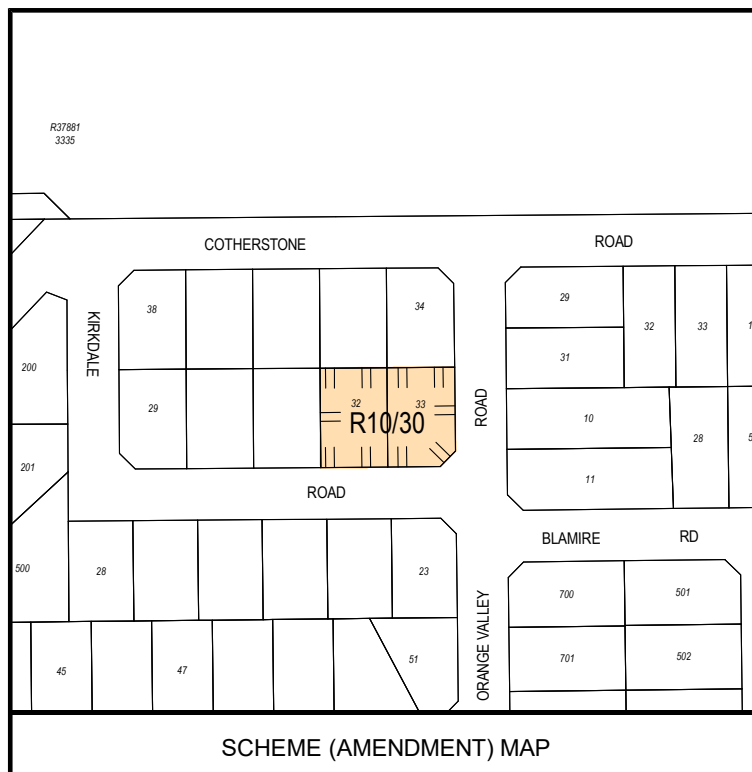 R37881
3335
COTHERSTONE ROAD
38
34
29
32
33
KIRKDALE
31
200
29
32
33
R10/30
ROAD
10
28
201
11
ROAD
BLAMIRE RD
500
28
23
700
501
ORANGE VALLEY
45
47
51
701
502
SCHEME (AMENDMENT) MAP